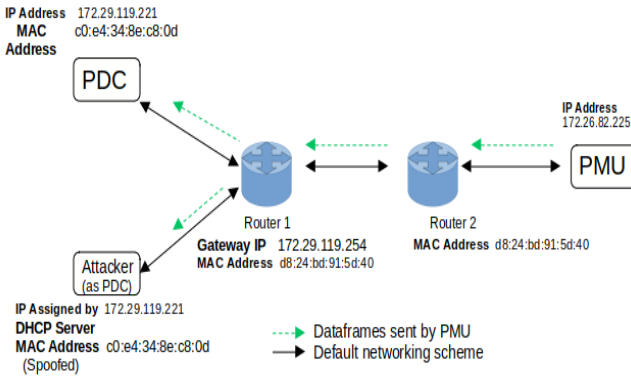 IP Address 172.29.119.221
MAC c0:e4:34:8e:c8:0d
Address
PDC
IP Address
172.26.82.225
PMU
Router 1
Router 2
Gateway IP 172.29.119.254
MAC Address d8:24:bd:91:5d:40
MAC Address d8:24:bd:91:5d:40
Attacker
(as PDC)
IP Assigned by 172.29.119.221
DHCP Server
MAC Address c0:e4:34:8e:c8:0d
(Spoofed)
Dataframes sent by PMU
Default networking scheme